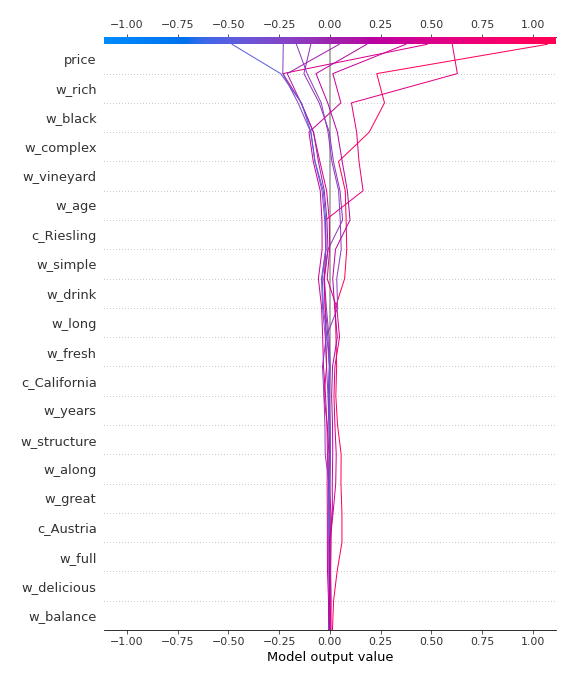 −1.00 −0.75 −0.50 −0.25 0.00 0.25 0.50 0.75 1.00
price
w_rich
w_black
w_complex
w_vineyard
w_age
c_Riesling
w_simple
w_drink
w_long
w_fresh
c_California
w_years
w_structure
w_along
w_great
c_Austria
w_full
w_delicious
w_balance
−1.00 −0.75 −0.50 −0.25 0.00 0.25 0.50 0.75 1.00
Model output value